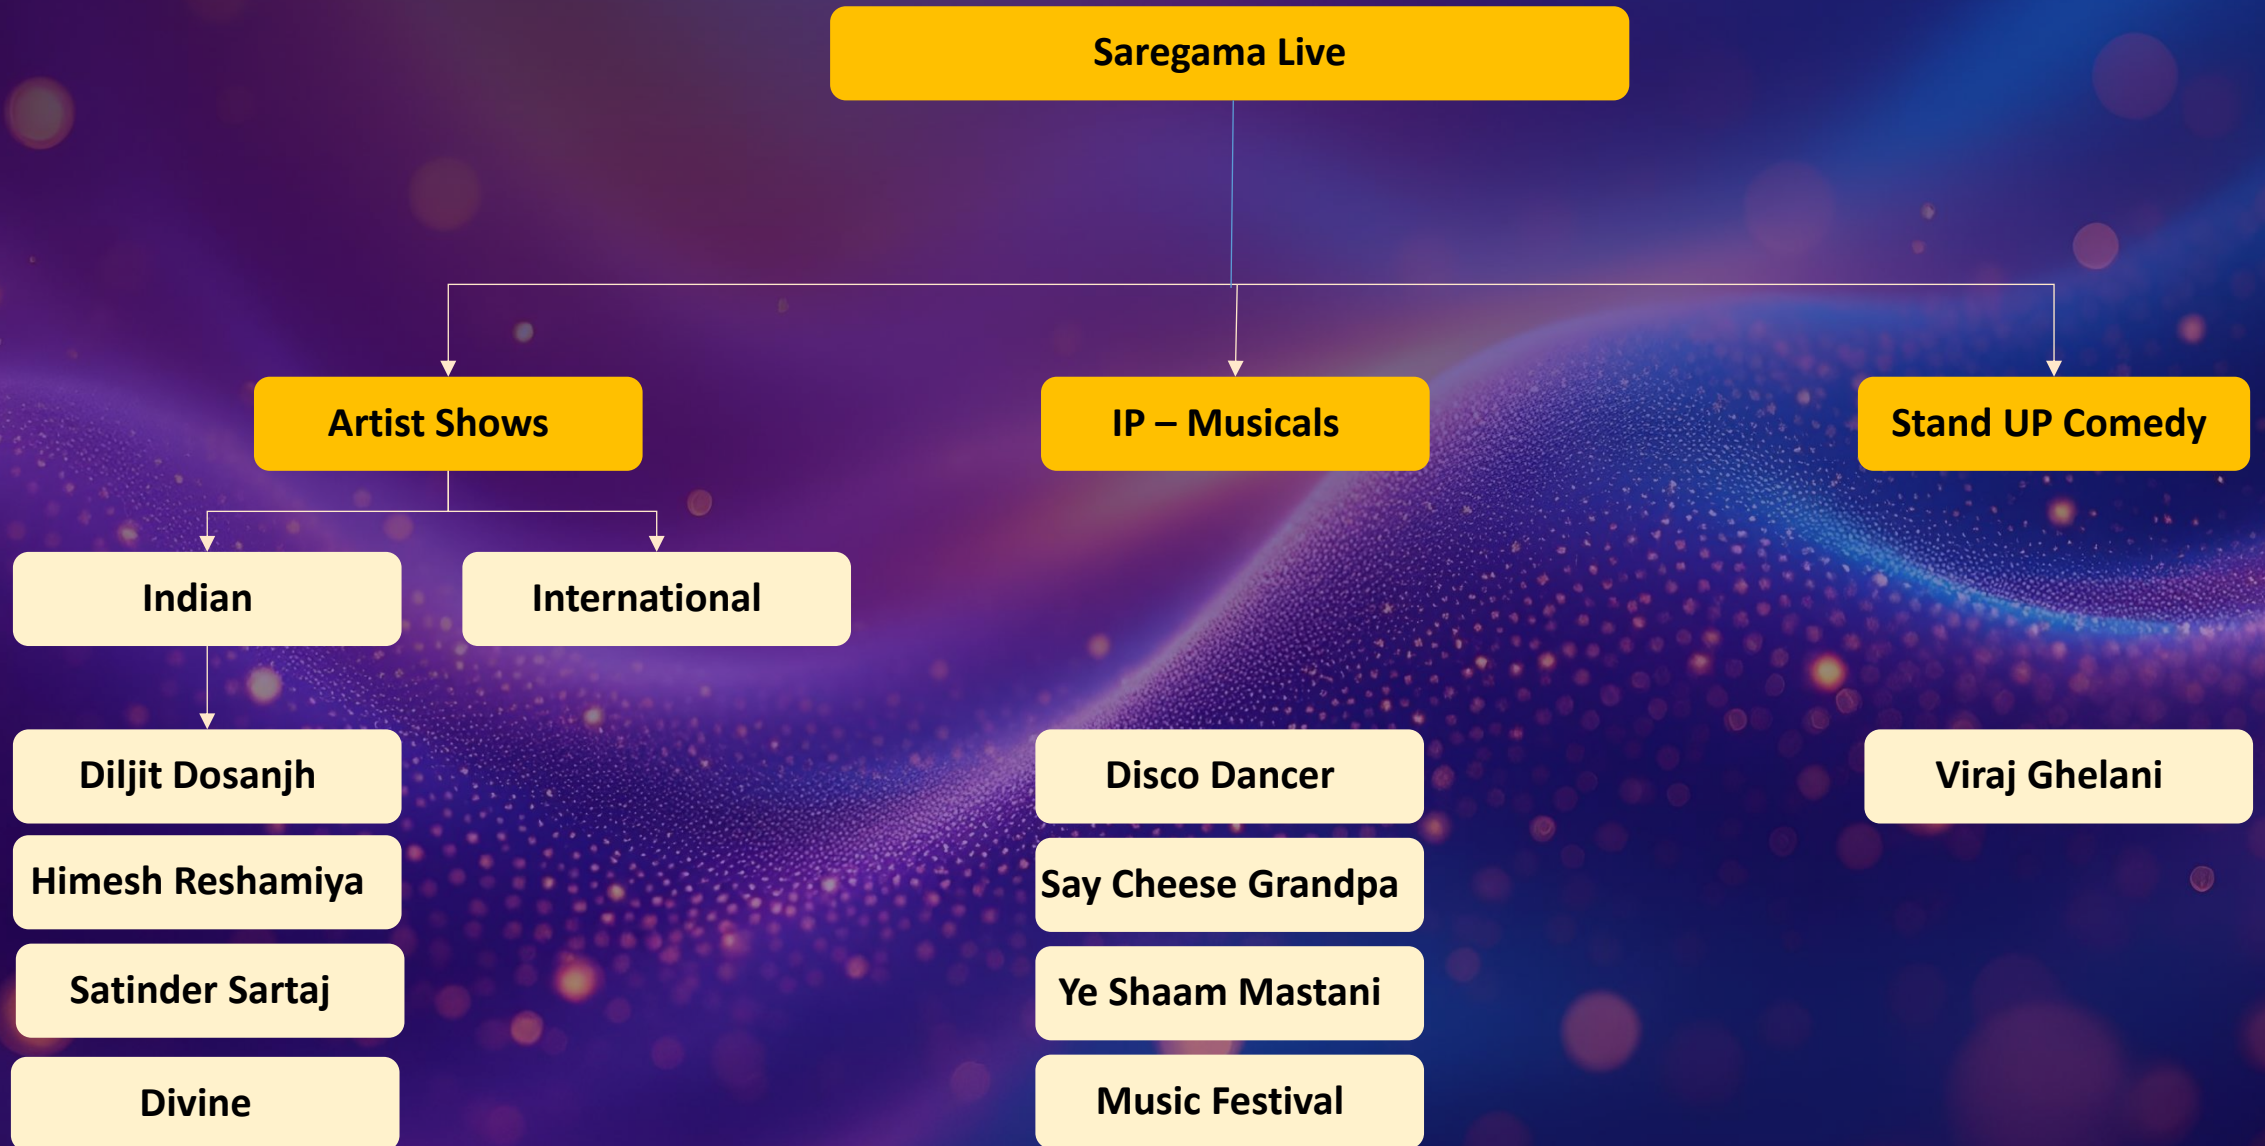 Saregama Live
Artist Shows
IP – Musicals
Stand UP Comedy
Indian
International
Diljit Dosanjh
Disco Dancer
Viraj Ghelani
Himesh Reshamiya
Say Cheese Grandpa
Satinder Sartaj
Ye Shaam Mastani
Divine
Music Festival